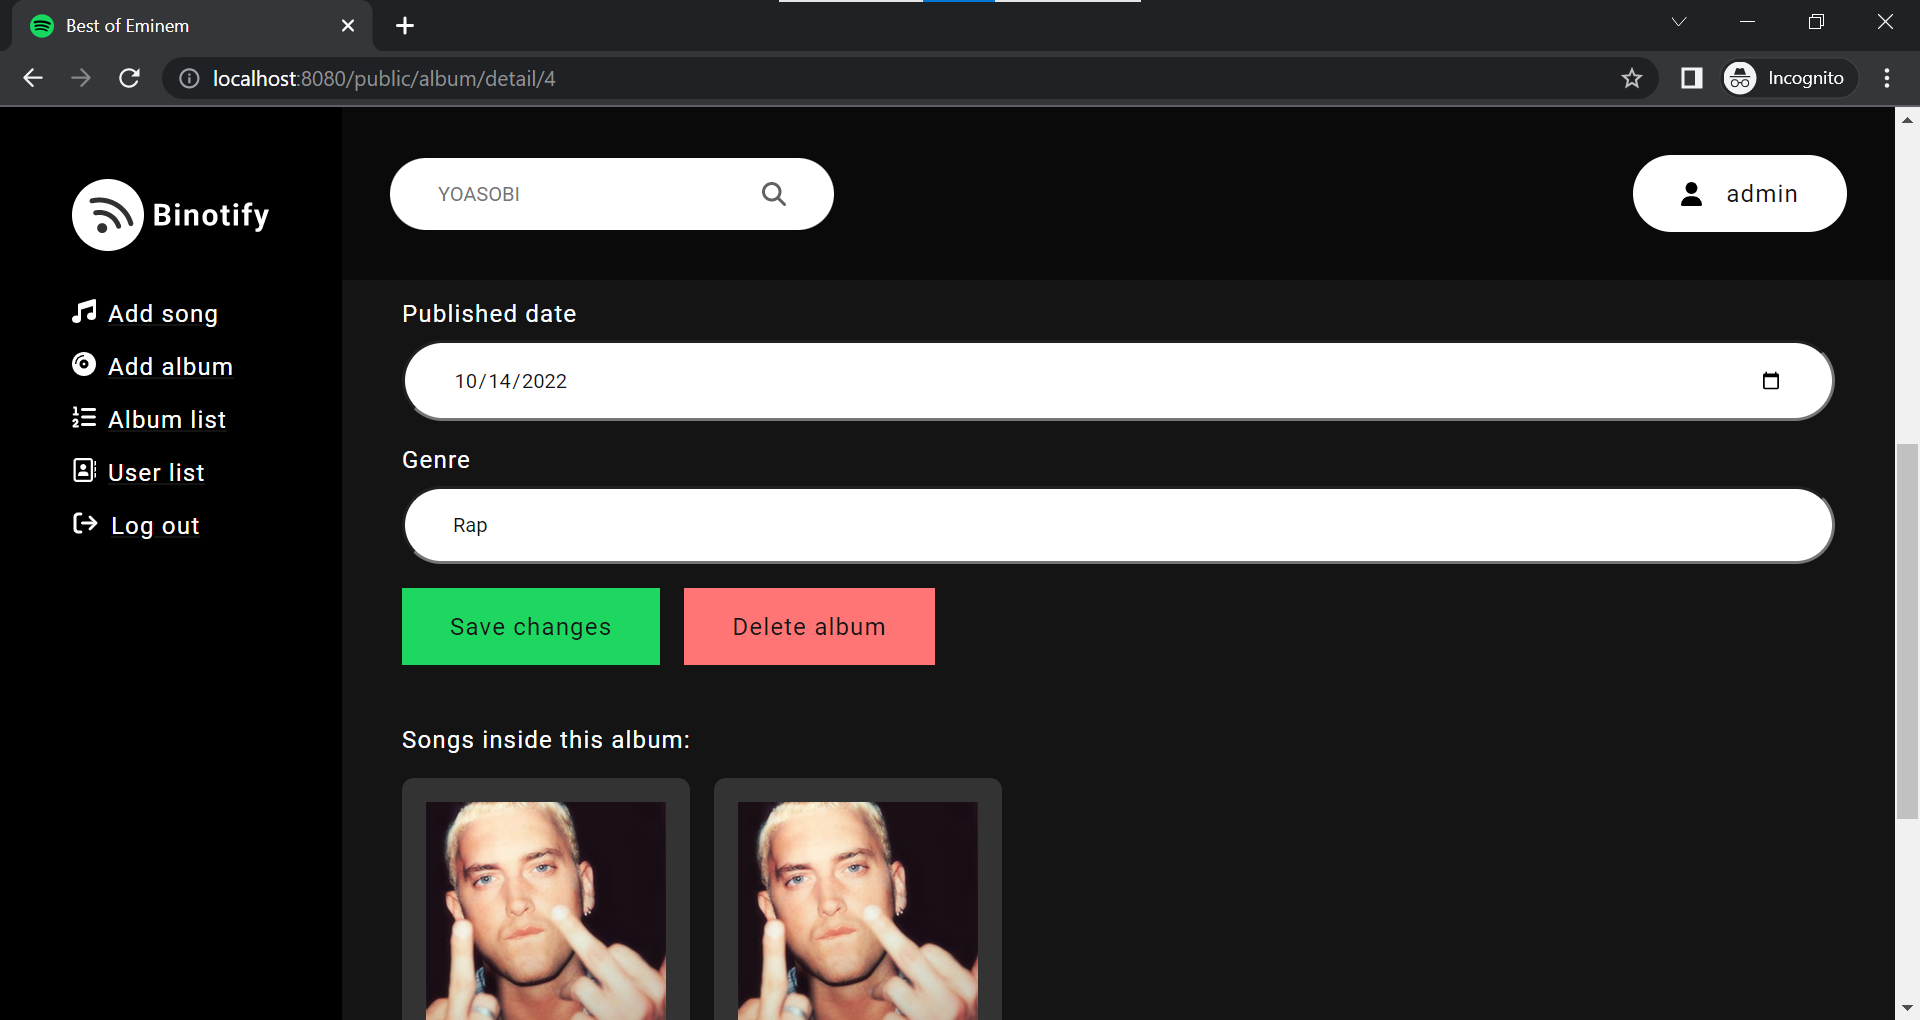 Best of Eminem
localhost:8080/public/album/detail/4
Incognito
Binotify
YOASOBI
admin
Add song
Add album
Album list
User list
Log out
Published date
10/14/2022
Genre
Rap
Save changes
Delete album
Songs inside this album: